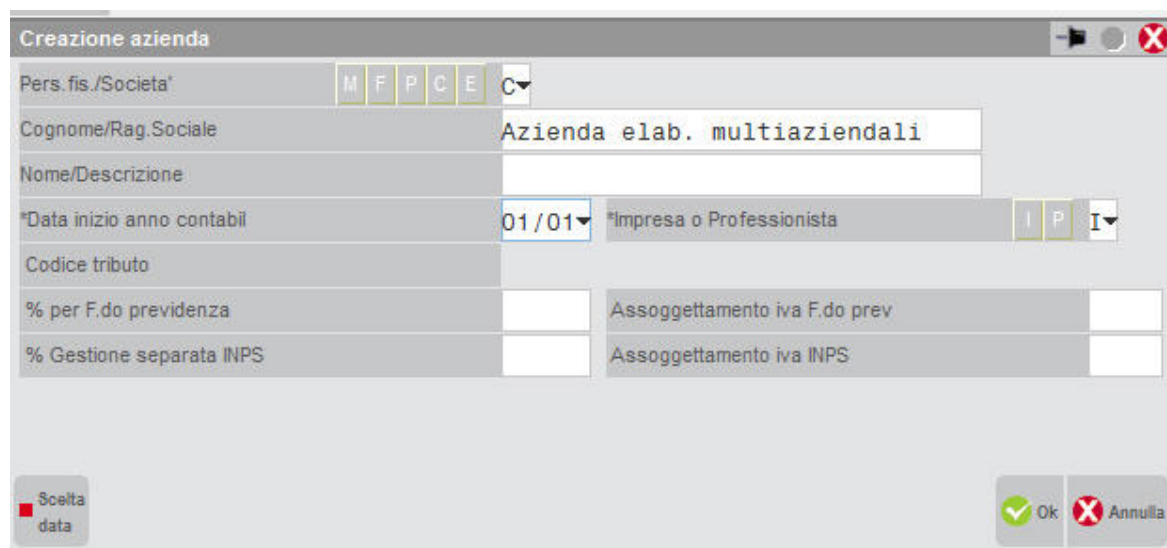 Creazione azienda
Pers.fis./Societa' M F P C E C
Cognome/Rag.Sociale Azienda elab. multiaziendali
Nome/Descrizione
*Data inizio anno contabil 01/01 *Impresa o Professionista I P I
Codice tributo
% per F.do previdenza Assoggettamento iva F.do prev
% Gestione separata INPS Assoggettamento iva INPS
Scelta data Ok Annulla